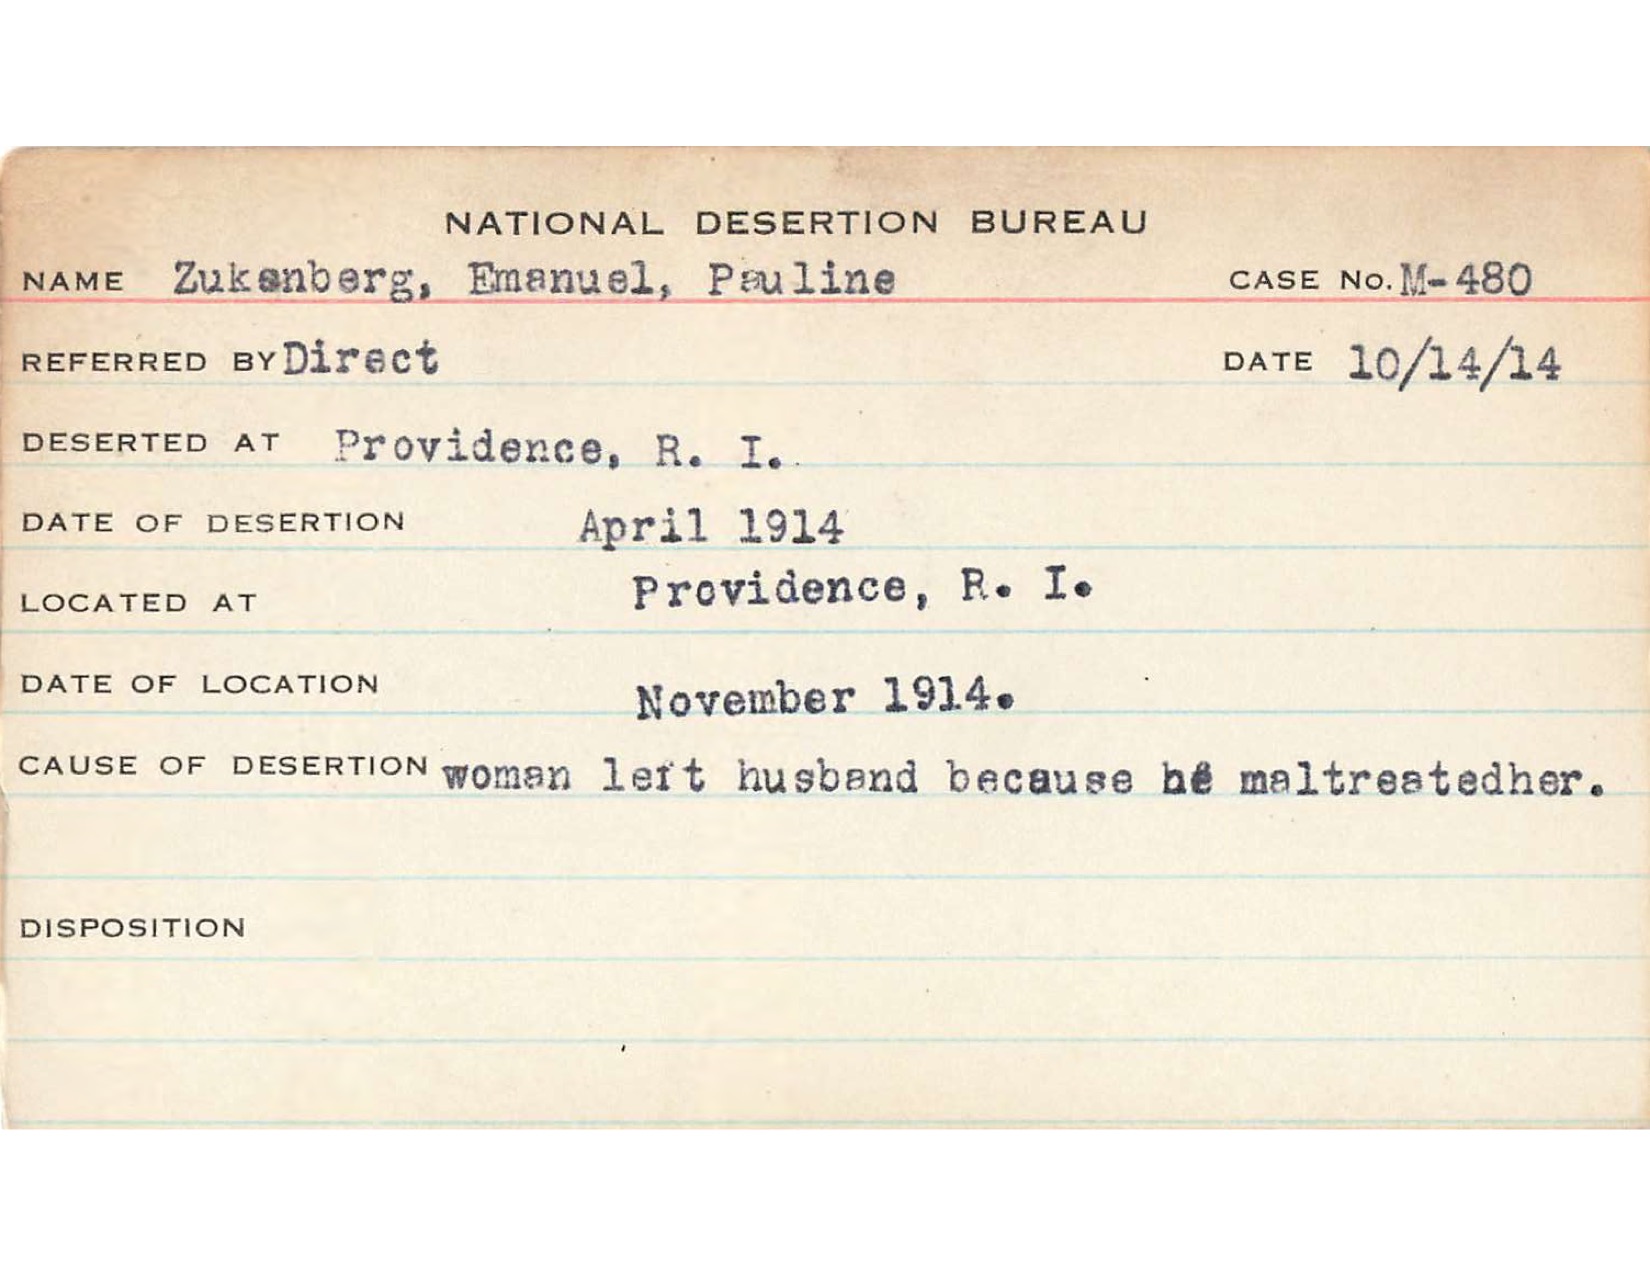 NATIONAL DESERTION BUREAU
NAME Zukenberg, Emanuel, Pauline CASE No. M-480
REFERRED BY Direct DATE 10/14/14
DESERTED AT Providence, R. I.
DATE OF DESERTION April 1914
LOCATED AT Providence, R. I.
DATE OF LOCATION November 1914.
CAUSE OF DESERTION woman left husband because he maltreatedher.
DISPOSITION